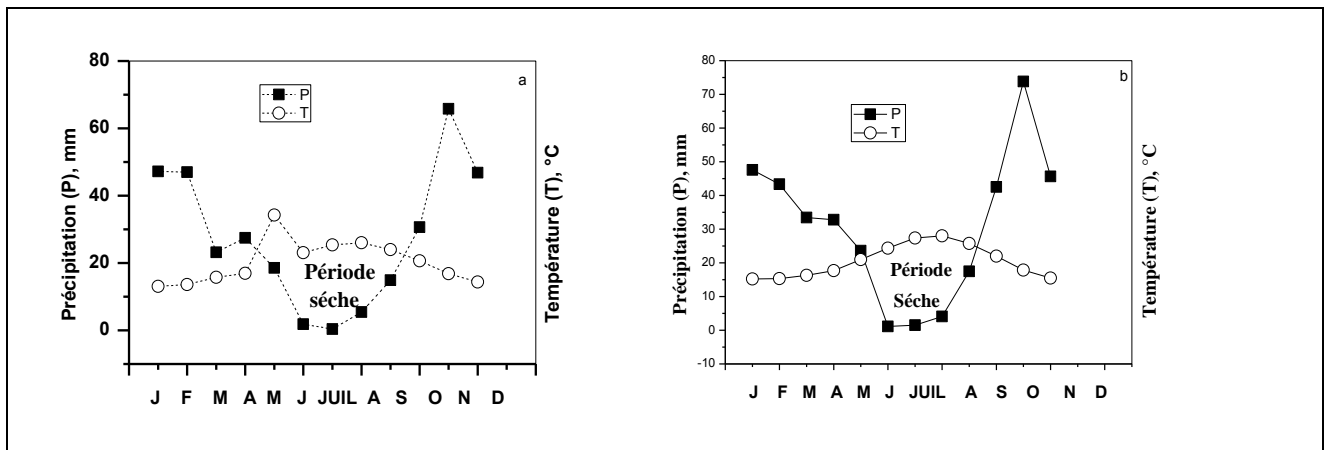 a
P
T
80
60
40
20
0
Précipitation (P), mm
Température (T), °C
Période
séche
J F M A M J JUIL A S O N D
b
P
T
80
70
60
50
40
30
20
10
0
-10
Précipitation (P), mm
Température (T), °C
Période
Séche
J F M A M J JUIL A S O N D